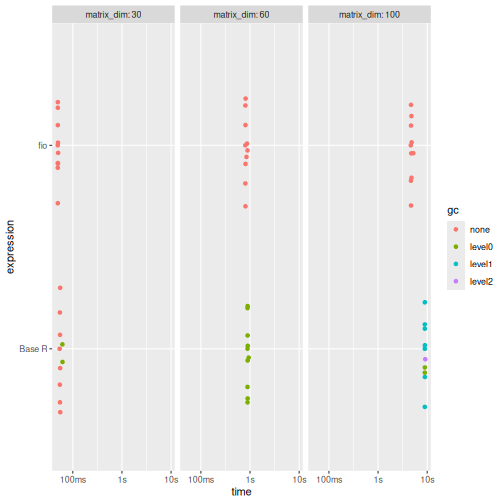 matrix_dim: 30 matrix_dim: 60 matrix_dim: 100
expression
fio
Base R
gc
none
level0
level1
level2
100ms 1s 10s 100ms 1s 10s 100ms 1s 10s
time